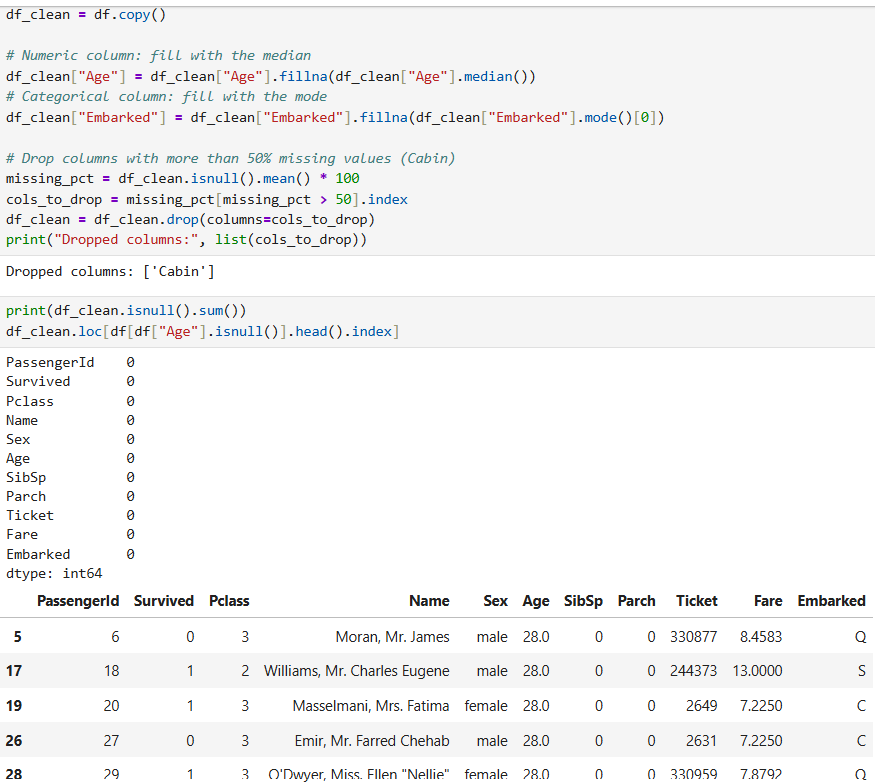 df_clean = df.copy()
# Numeric column: fill with the median
df_clean["Age"] = df_clean["Age"].fillna(df_clean["Age"].median())
# Categorical column: fill with the mode
df_clean["Embarked"] = df_clean["Embarked"].fillna(df_clean["Embarked"].mode()[0])
# Drop columns with more than 50% missing values (Cabin)
missing_pct = df_clean.isnull().mean() * 100
cols_to_drop = missing_pct[missing_pct > 50].index
df_clean = df_clean.drop(columns=cols_to_drop)
print("Dropped columns:", list(cols_to_drop))
Dropped columns: ['Cabin']
print(df_clean.isnull().sum())
df_clean.loc[df[df["Age"].isnull()].head().index]
PassengerId 0
Survived 0
Pclass 0
Name 0
Sex 0
Age 0
SibSp 0
Parch 0
Ticket 0
Fare 0
Embarked 0
dtype: int64
PassengerId Survived Pclass Name Sex Age SibSp Parch Ticket Fare Embarked
5 6 0 3 Moran, Mr. James male 28.0 0 0 330877 8.4583 Q
17 18 1 2 Williams, Mr. Charles Eugene male 28.0 0 0 244373 13.0000 S
19 20 1 3 Masselmani, Mrs. Fatima female 28.0 0 0 2649 7.2250 C
26 27 0 3 Emir, Mr. Farred Chehab male 28.0 0 0 2631 7.2250 C
28 29 1 3 O'Dwyer, Miss. Ellen "Nellie" female 28.0 0 0 330959 7.8792 Q